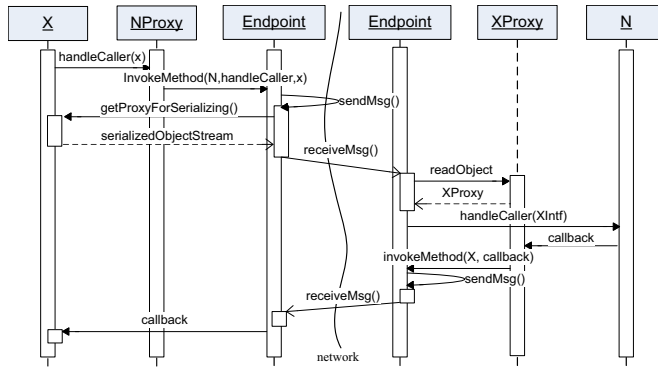 X
NProxy
Endpoint
Endpoint
XProxy
N
handleCaller(x)
InvokeMethod(N,handleCaller,x)
sendMsg()
getProxyForSerializing()
serializedObjectStream
receiveMsg()
readObject
XProxy
handleCaller(XIntf)
callback
invokeMethod(X, callback)
sendMsg()
receiveMsg()
callback
network